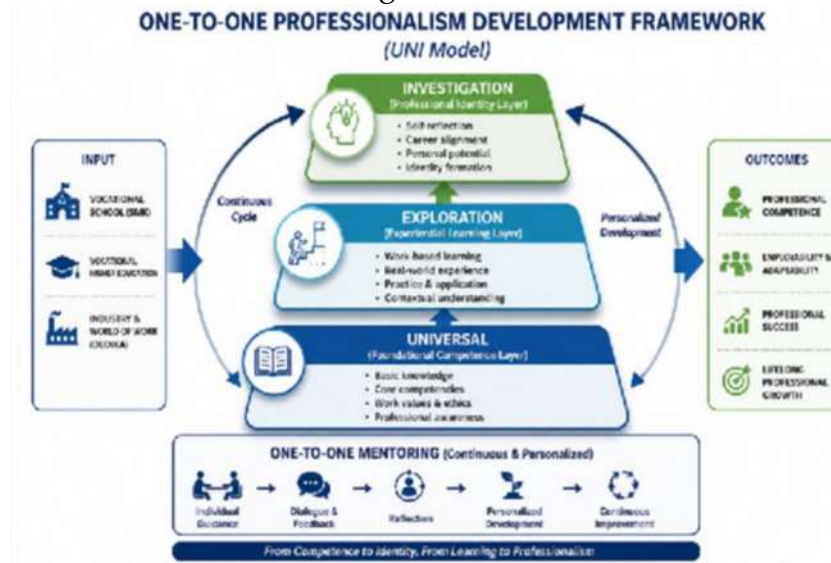 ONE-TO-ONE PROFESSIONALISM DEVELOPMENT FRAMEWORK
(UNI Model)
INPUT
VOCATIONAL
SCHOOL (SMK)
VOCATIONAL
HIGHER EDUCATION
INDUSTRY &
WORLD OF WORK
Continuous
Cycle
INVESTIGATION
(Professional Identity Layer)
• Self-reflection
• Career alignment
• Personal potential
• Identity formation
EXPLORATION
(Experiential Learning Layer)
• Work-based learning
• Real-world experience
• Practice & application
• Contextual understanding
UNIVERSAL
(Foundational Competence Layer)
• Basic knowledge
• Core competencies
• Work values & ethics
• Professional awareness
Personalized
Development
OUTCOMES
PROFESSIONAL
COMPETENCE
EMPLOYABILITY &
ADAPTABILITY
PROFESSIONAL
SUCCESS
LIFELONG
PROFESSIONAL
GROWTH
ONE-TO-ONE MENTORING (Continuous & Personalized)
Individual
Guidance
Dialogue &
Feedback
Reflection
Personalized
Development
Continuous
Improvement
From Competence to Identity, From Learning to Professionalism